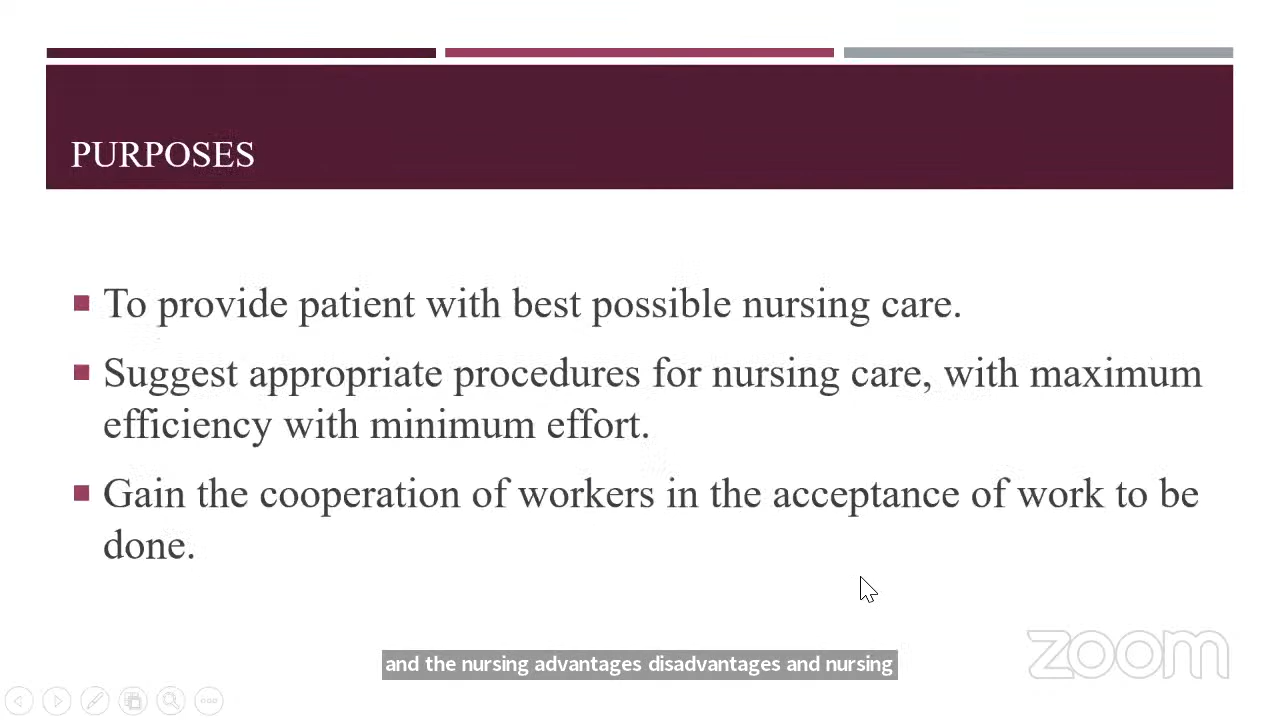 PURPOSES
To provide patient with best possible nursing care.
Suggest appropriate procedures for nursing care, with maximum
efficiency with minimum effort.
Gain the cooperation of workers in the acceptance of work to be
done.
and the nursing advantages disadvantages and nursing
zoom